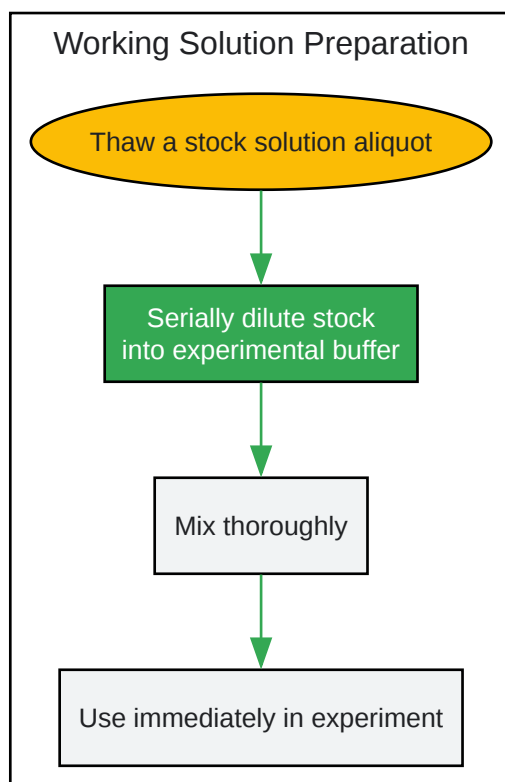 Working Solution Preparation
Thaw a stock solution aliquot
Serially dilute stock
into experimental buffer
Mix thoroughly
Use immediately in experiment